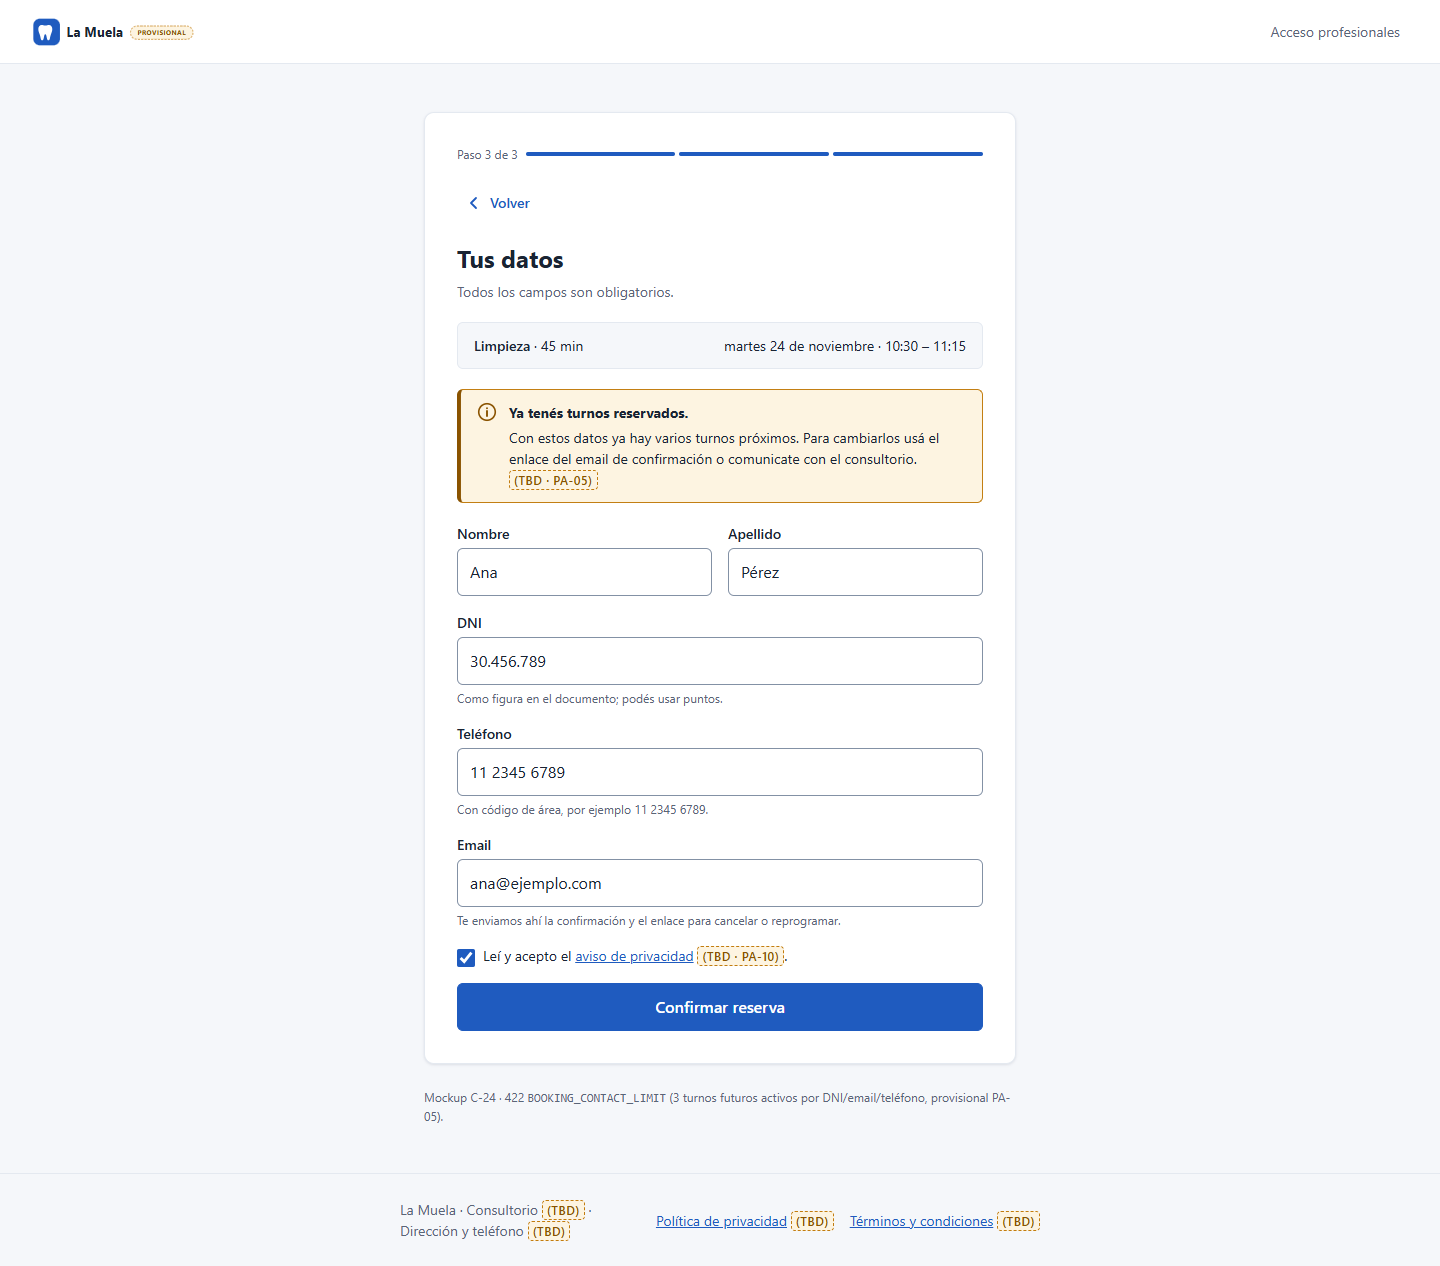 La Muela PROVISIONAL
Acceso profesionales
Paso 3 de 3
Volver
Tus datos
Todos los campos son obligatorios.
Limpieza · 45 min
martes 24 de noviembre · 10:30 – 11:15
Ya tenés turnos reservados.
Con estos datos ya hay varios turnos próximos. Para cambiarlos usá el
enlace del email de confirmación o comunicate con el consultorio.
(TBD · PA-05)
Nombre
Apellido
Ana
Pérez
DNI
30.456.789
Como figura en el documento; podés usar puntos.
Teléfono
11 2345 6789
Con código de área, por ejemplo 11 2345 6789.
Email
ana@ejemplo.com
Te enviamos ahí la confirmación y el enlace para cancelar o reprogramar.
Leí y acepto el aviso de privacidad (TBD · PA-10).
Confirmar reserva
Mockup C-24 · 422 BOOKING_CONTACT_LIMIT (3 turnos futuros activos por DNI/email/teléfono, provisional PA-
05).
La Muela · Consultorio (TBD) ·
Dirección y teléfono (TBD)
Política de privacidad (TBD)
Términos y condiciones (TBD)